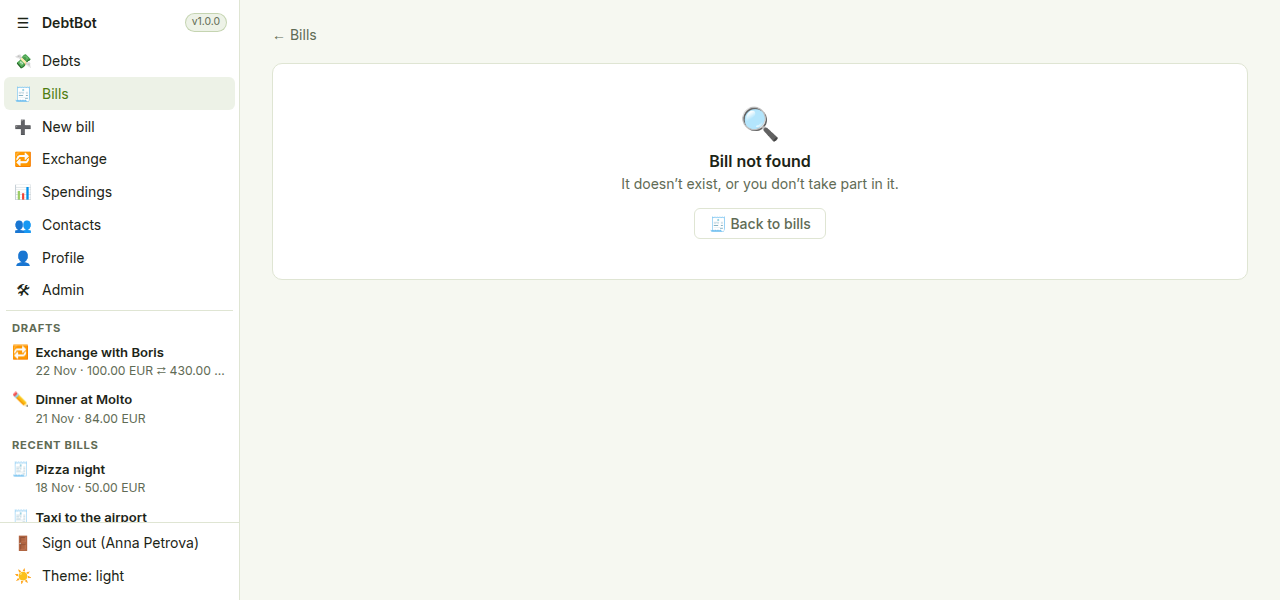 DebtBot
v1.0.0
Debts
Bills
New bill
Exchange
Spendings
Contacts
Profile
Admin
DRAFTS
Exchange with Boris
22 Nov · 100.00 EUR ⇄ 430.00 ...
Dinner at Molto
21 Nov · 84.00 EUR
RECENT BILLS
Pizza night
18 Nov · 50.00 EUR
Taxi to the airport
Sign out (Anna Petrova)
Theme: light
← Bills
Bill not found
It doesn’t exist, or you don’t take part in it.
Back to bills